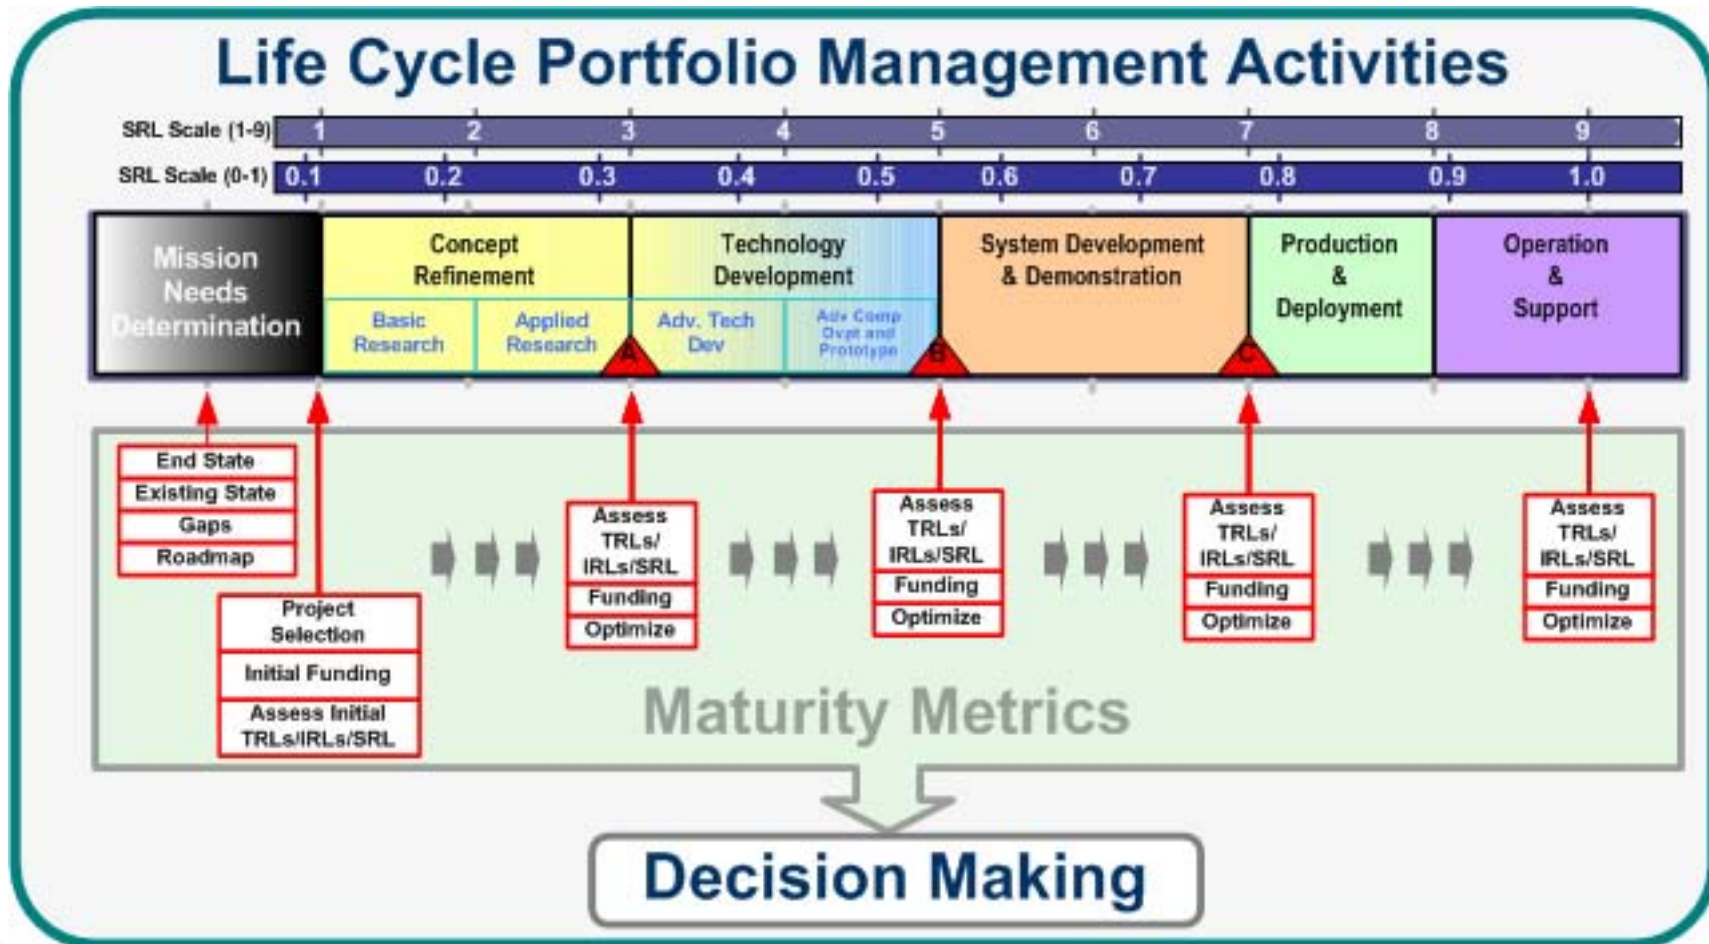 Life Cycle Portfolio Management Activities
SRL Scale (1-9) 1 2 3 4 5 6 7 8 9
SRL Scale (0-1) 0.1 0.2 0.3 0.4 0.5 0.6 0.7 0.8 0.9 1.0
Mission
Needs
Determination
Concept
Refinement
Basic
Research
Applied
Research
A
Technology
Development
Adv. Tech
Dev
Adv Comp
Dvpt and
Prototype
B
System Development
& Demonstration
C
Production
&
Deployment
Operation
&
Support
End State
Existing State
Gaps
Roadmap
Project
Selection
Initial Funding
Assess Initial
TRLs/IRLs/SRL
Assess
TRLs/
IRLs/SRL
Funding
Optimize
Assess
TRLs/
IRLs/SRL
Funding
Optimize
Assess
TRLs/
IRLs/SRL
Funding
Optimize
Assess
TRLs/
IRLs/SRL
Funding
Optimize
Maturity Metrics
Decision Making